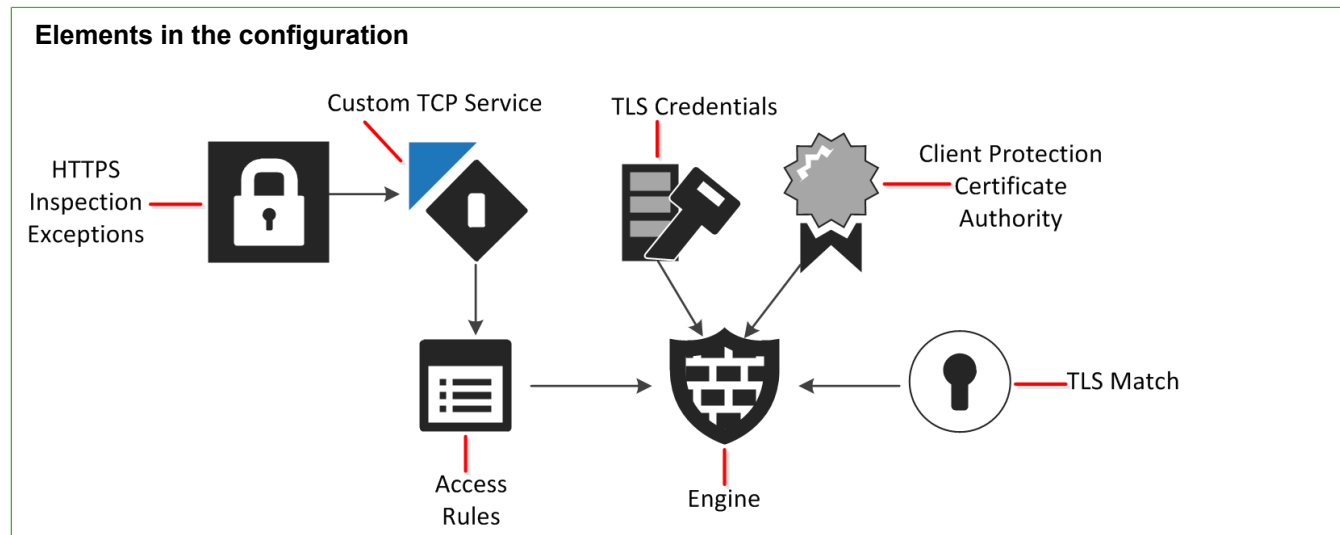 Elements in the configuration
Custom TCP Service
TLS Credentials
HTTPS
Inspection
Exceptions
Client Protection
Certificate
Authority
TLS Match
Access
Rules
Engine